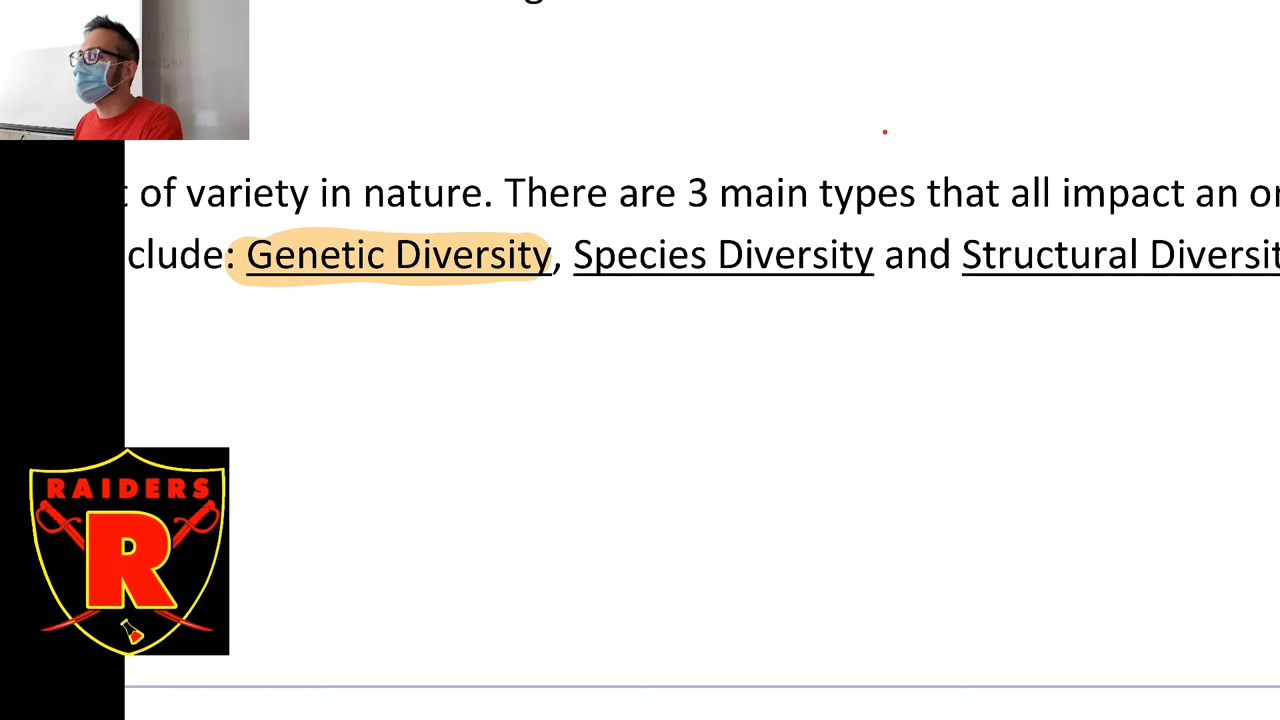 of variety in nature. There are 3 main types that all impact an
clude: Genetic Diversity, Species Diversity and Structural Diversit
RAIDERS
R